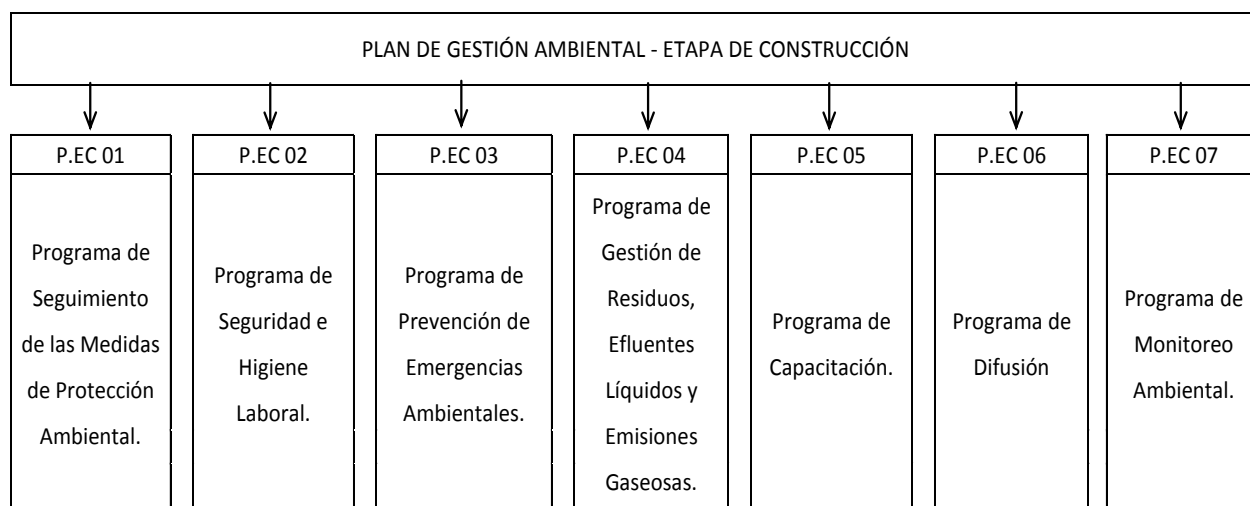 PLAN DE GESTIÓN AMBIENTAL - ETAPA DE CONSTRUCCIÓN
P.EC 01
Programa de
Seguimiento
de las Medidas
de Protección
Ambiental.
P.EC 02
Programa de
Seguridad e
Higiene
Laboral.
P.EC 03
Programa de
Prevención de
Emergencias
Ambientales.
P.EC 04
Programa de
Gestión de
Residuos,
Efluentes
Líquidos y
Emisiones
Gaseosas.
P.EC 05
Programa de
Capacitación.
P.EC 06
Programa de
Difusión
P.EC 07
Programa de
Monitoreo
Ambiental.